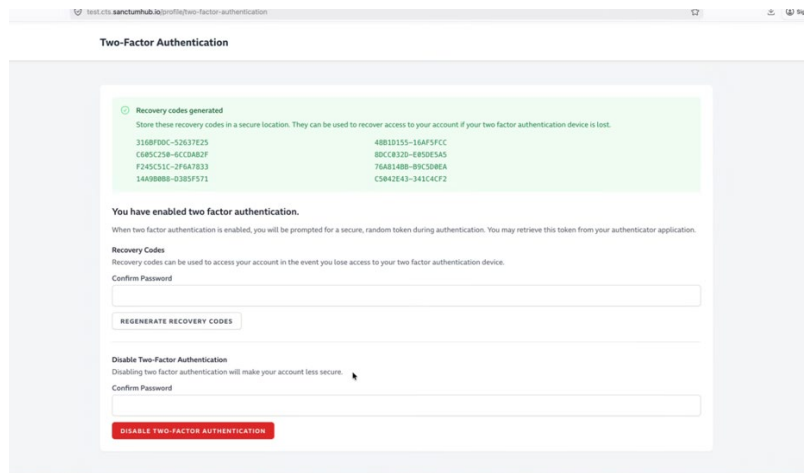 test.cts.sanctumhub.io/profile/two-factor-authentication
Two-Factor Authentication
Recovery codes generated
Store these recovery codes in a secure location. They can be used to recover access to your account if your two factor authentication device is lost.
316BFD0C-52637E25 48B1D155-16AF5FCC
C605C250-6CCDAB2F 8DCC032D-E05DE5A5
F245C51C-2F6A7833 76A814BB-B9C5D0EA
14A9B0B8-D385F571 C5042E43-341C4CF2
You have enabled two factor authentication.
When two factor authentication is enabled, you will be prompted for a secure, random token during authentication. You may retrieve this token from your authenticator application.
Recovery Codes
Recovery codes can be used to access your account in the event you lose access to your two factor authentication device.
Confirm Password
REGENERATE RECOVERY CODES
Disable Two-Factor Authentication
Disabling two factor authentication will make your account less secure.
Confirm Password
DISABLE TWO-FACTOR AUTHENTICATION